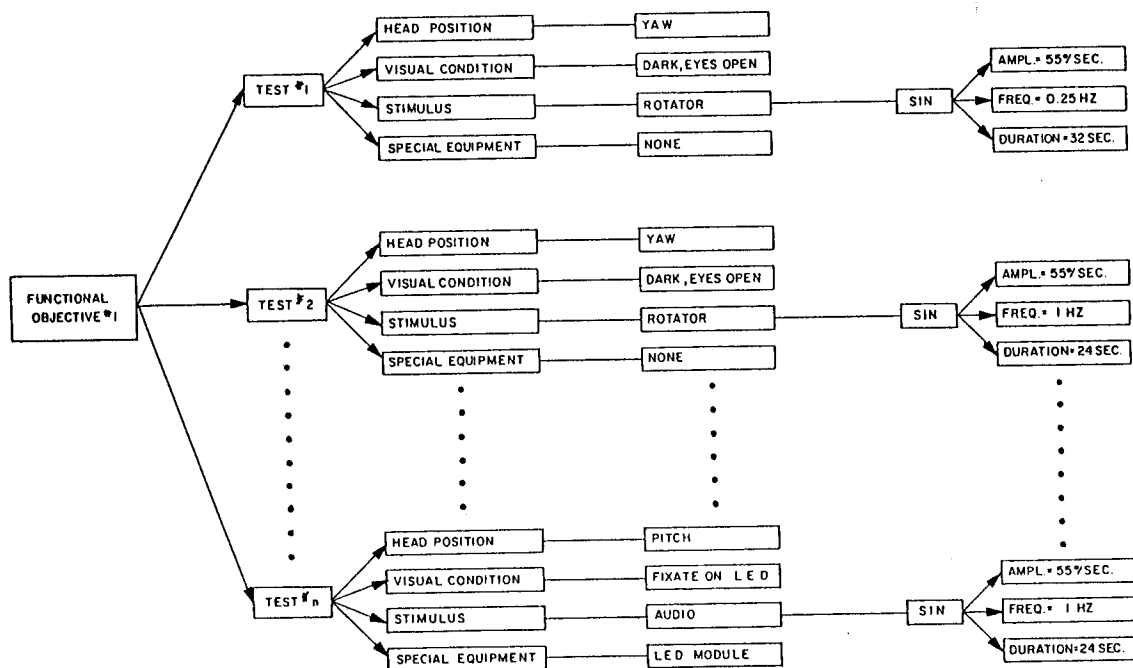 HEAD POSITION YAW
VISUAL CONDITION DARK, EYES OPEN AMPL.= 55°/SEC.
TEST #1 STIMULUS ROTATOR SIN FREQ.= 0.25 HZ
SPECIAL EQUIPMENT NONE DURATION=32 SEC.
HEAD POSITION YAW
VISUAL CONDITION DARK, EYES OPEN AMPL.= 55°/SEC.
FUNCTIONAL
OBJECTIVE #1
TEST #2 STIMULUS ROTATOR SIN FREQ.= 1 HZ
SPECIAL EQUIPMENT NONE DURATION=24 SEC.
HEAD POSITION PITCH
VISUAL CONDITION FIXATE ON LED AMPL.= 55°/SEC.
TEST #n STIMULUS AUDIO SIN FREQ.= 1 HZ
SPECIAL EQUIPMENT LED MODULE DURATION=24 SEC.